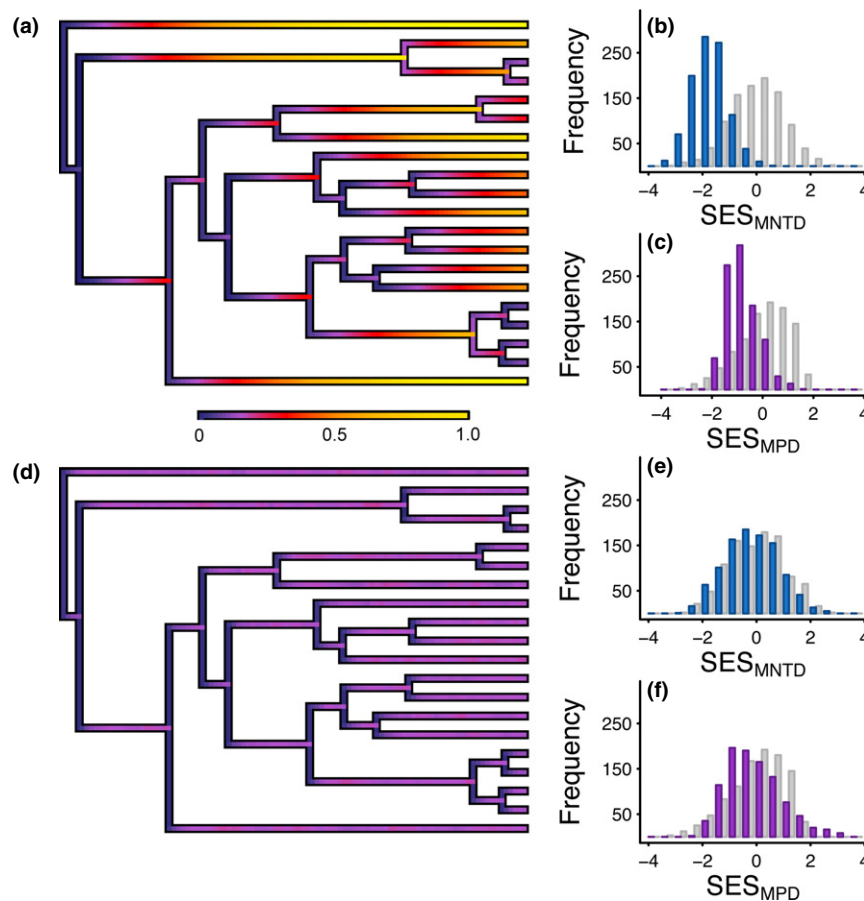 (a)
0 0.5 1.0
(b)
Frequency
250
150
50
−4 −2 0 2 4
SESMNTD
(c)
Frequency
250
150
50
−4 −2 0 2 4
SESMPD
(d)
(e)
Frequency
250
150
50
−4 −2 0 2 4
SESMNTD
(f)
Frequency
250
150
50
−4 −2 0 2 4
SESMPD